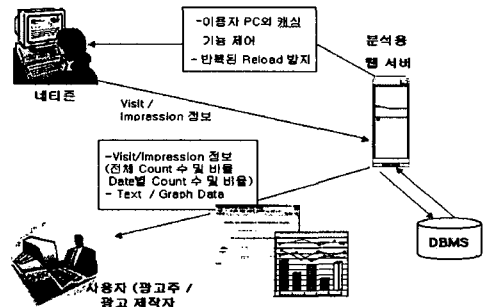 -이용자 PC의 캐싱
기능 제어
- 반복된 Reload 방지
분석용
웹 서버
네티즌
Visit /
Impression 정보
-Visit/Impression 정보
(전체 Count 수 및 비율
Date별 Count 수 및 비율)
- Text / Graph Data
DBMS
사용자 (광고주 /
광고 제작자